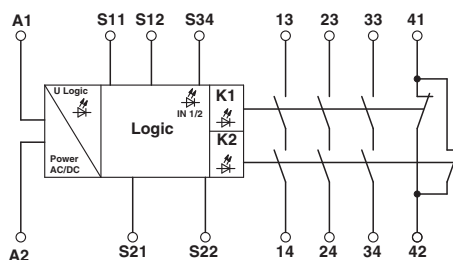 A1 S11 S12 S34 13 23 33 41
U Logic
K1
IN 1/2
Logic
K2
Power
AC/DC
A2 S21 S22 14 24 34 42